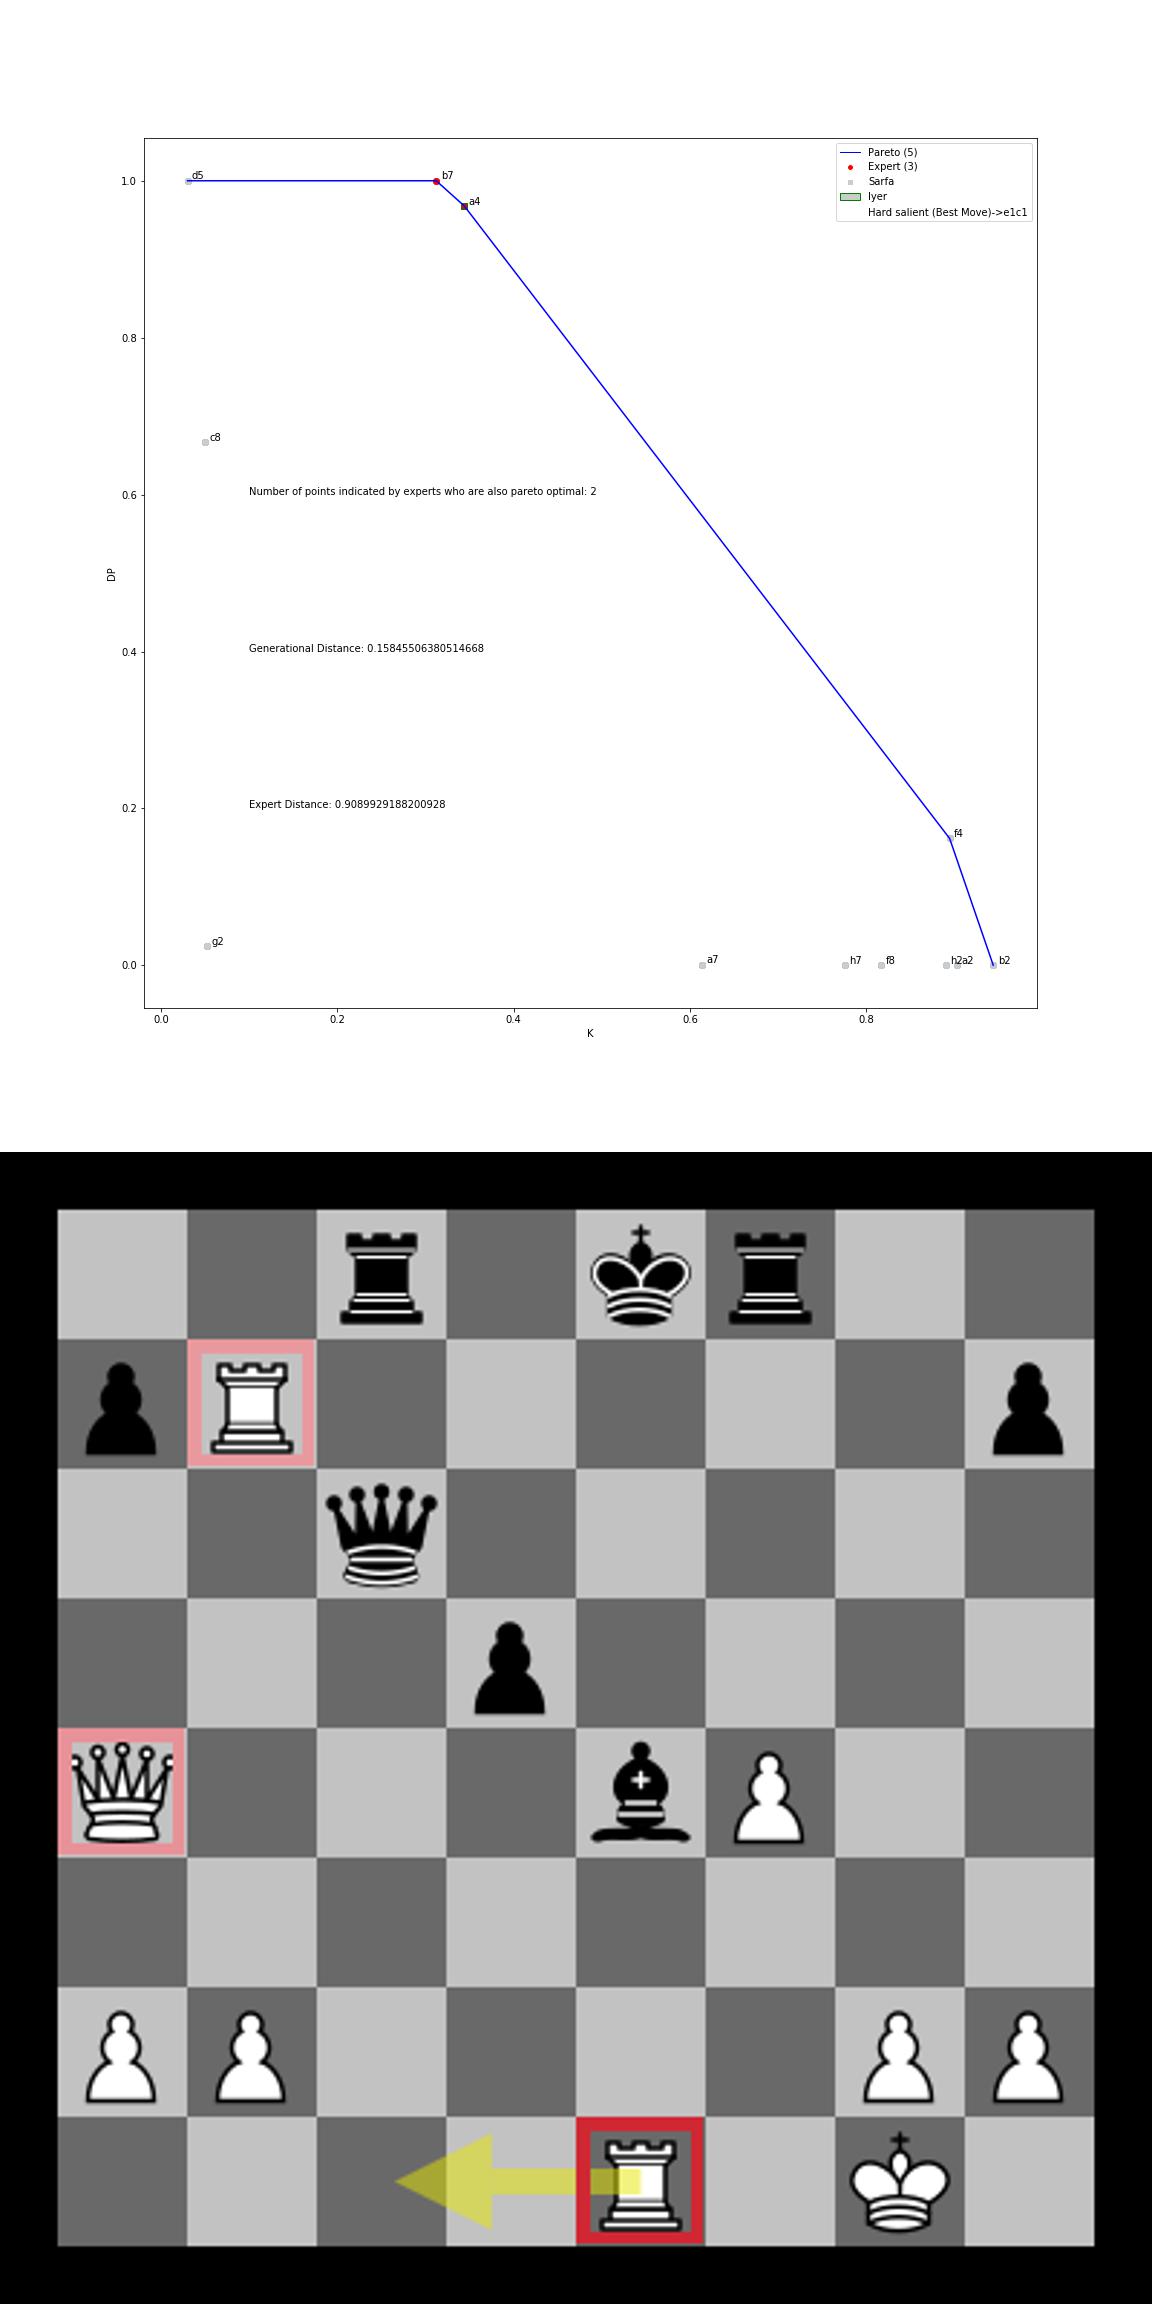 Pareto (5)
Expert (3)
Sarfa
Iyer
Hard salient (Best Move)->e1c1
1.0
d5
b7
a4
0.8
c8
0.6
Number of points indicated by experts who are also pareto optimal: 2
DP
Generational Distance: 0.15845506380514668
0.4
Expert Distance: 0.9089929188200928
0.2
f4
g2
0.0
a7
h7
f8
h2
a2
b2
0.0
0.2
0.4
0.6
0.8
K